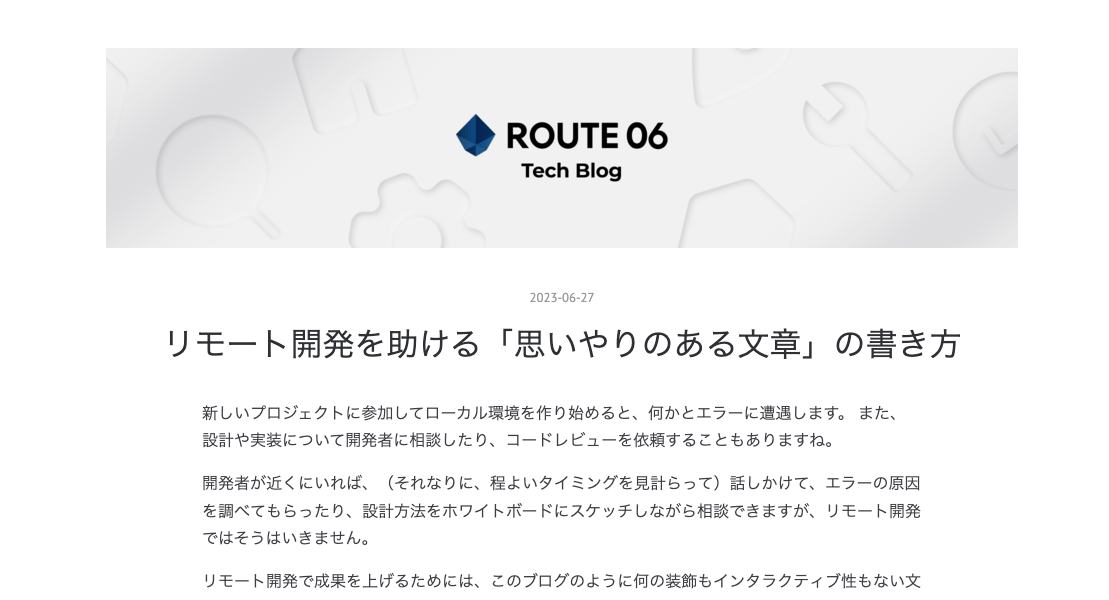 ROUTE 06
Tech Blog
2023-06-27
リモート開発を助ける「思いやりのある文章」の書き方
新しいプロジェクトに参加してローカル環境を作り始めると、何かとエラーに遭遇します。 また、
設計や実装について開発者に相談したり、コードレビューを依頼することもありますね。
開発者が近くにいれば、（それなりに、程よいタイミングを見計らって）話しかけて、エラーの原因
を調べてもらったり、設計方法をホワイトボードにスケッチしながら相談できますが、リモート開発
ではそうはいきません。
リモート開発で成果を上げるためには、このブログのように何の装飾もインタラクティブ性もない文